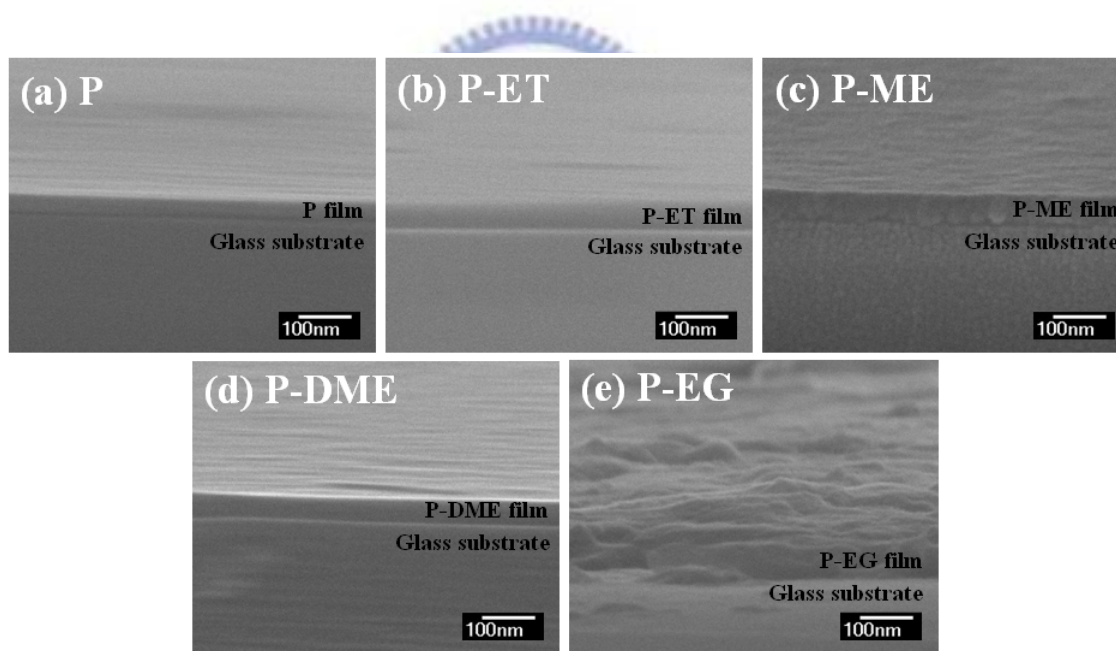 (a) P
P film
Glass substrate
100nm
(b) P-ET
P-ET film
Glass substrate
100nm
(c) P-ME
P-ME film
Glass substrate
100nm
(d) P-DME
P-DME film
Glass substrate
100nm
(e) P-EG
P-EG film
Glass substrate
100nm